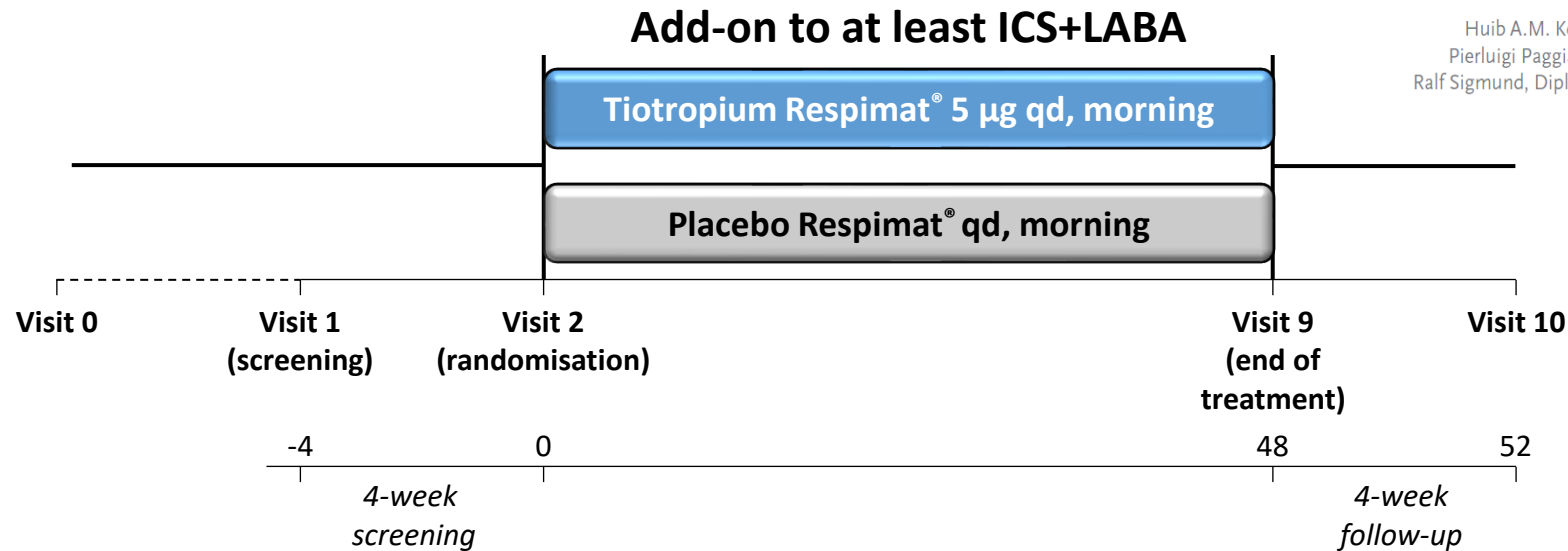 Add-on to at least ICS+LABA
Huib A.M.
Pierluigi
Ralf Sigmund,
Tiotropium Respimat® 5 µg qd, morning
Placebo Respimat® qd, morning
Visit 0
Visit 1
(screening)
Visit 2
(randomisation)
Visit 9
(end of
treatment)
Visit 10
-4
0
48
52
4-week
screening
4-week
follow-up